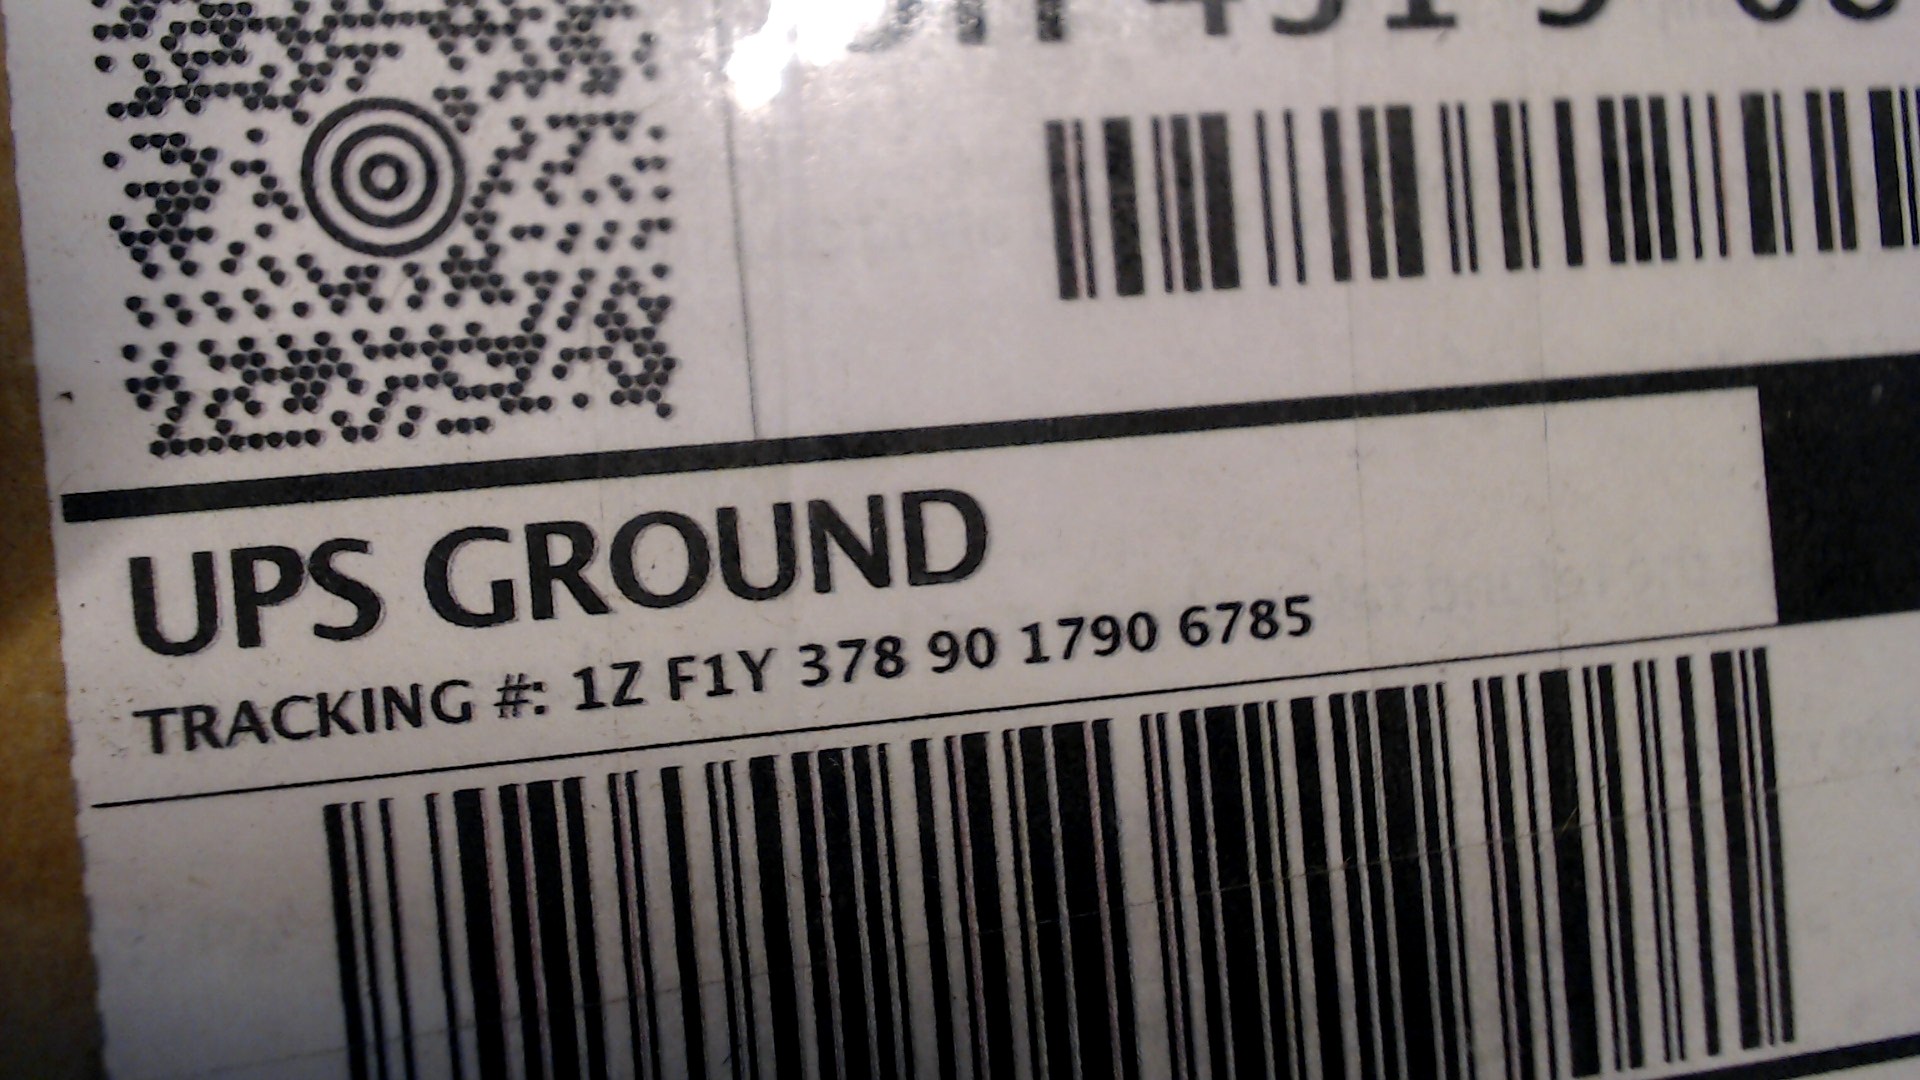 UPS GROUND
TRACKING #: 1Z F1Y 378 90 1790 6785